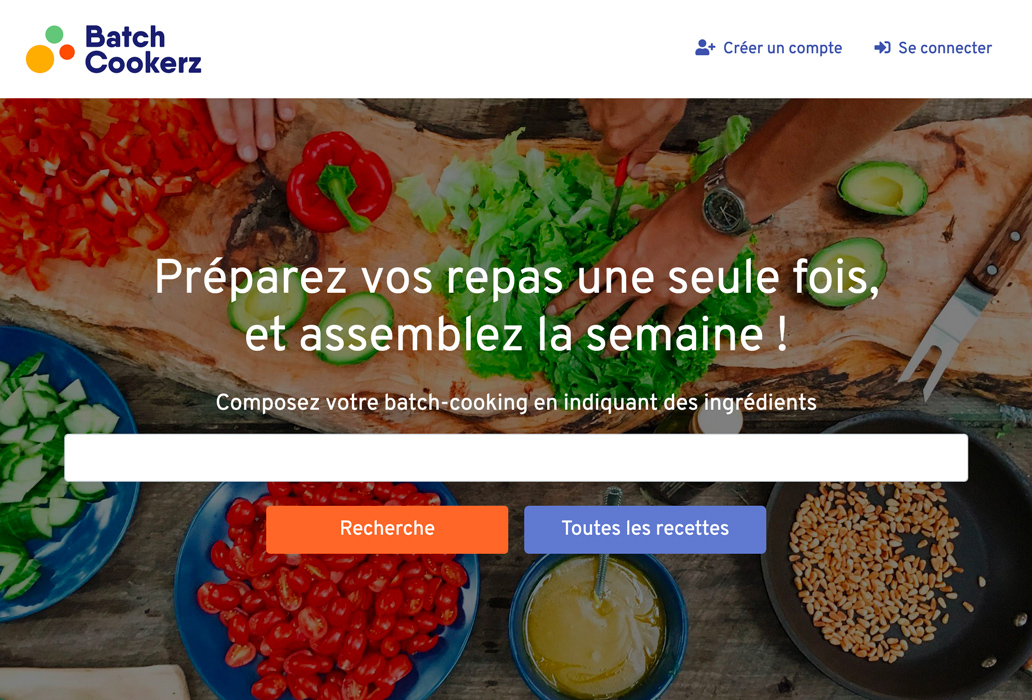 Batch
Cookerz
Créer un compte
Se connecter
Préparez vos repas une seule fois,
et assemblez la semaine !
Composez votre batch-cooking en indiquant des ingrédients
Recherche
Toutes les recettes